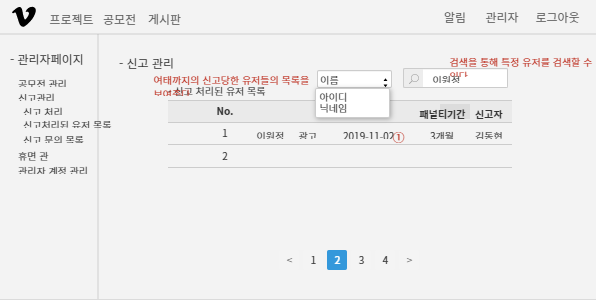 프로젝트 공모전 게시판 알림 관리자 로그아웃
- 관리자페이지
공모전 관리
신고관리
신고 처리
신고처리된 유저 목록
신고 문의 목록
휴면 관
관리자 계정 관리
- 신고 관리
여태까지의 신고당한 유저들의 목록을
보여준다
- 신고 처리된 유저 목록
검색을 통해 특정 유저를 검색할 수
있다
이름
이원정
아이디
닉네임
No. 패널티기간 신고자
1 이원정 광고 2019-11-02 ① 3개월 김동현
2
< 1 2 3 4 >